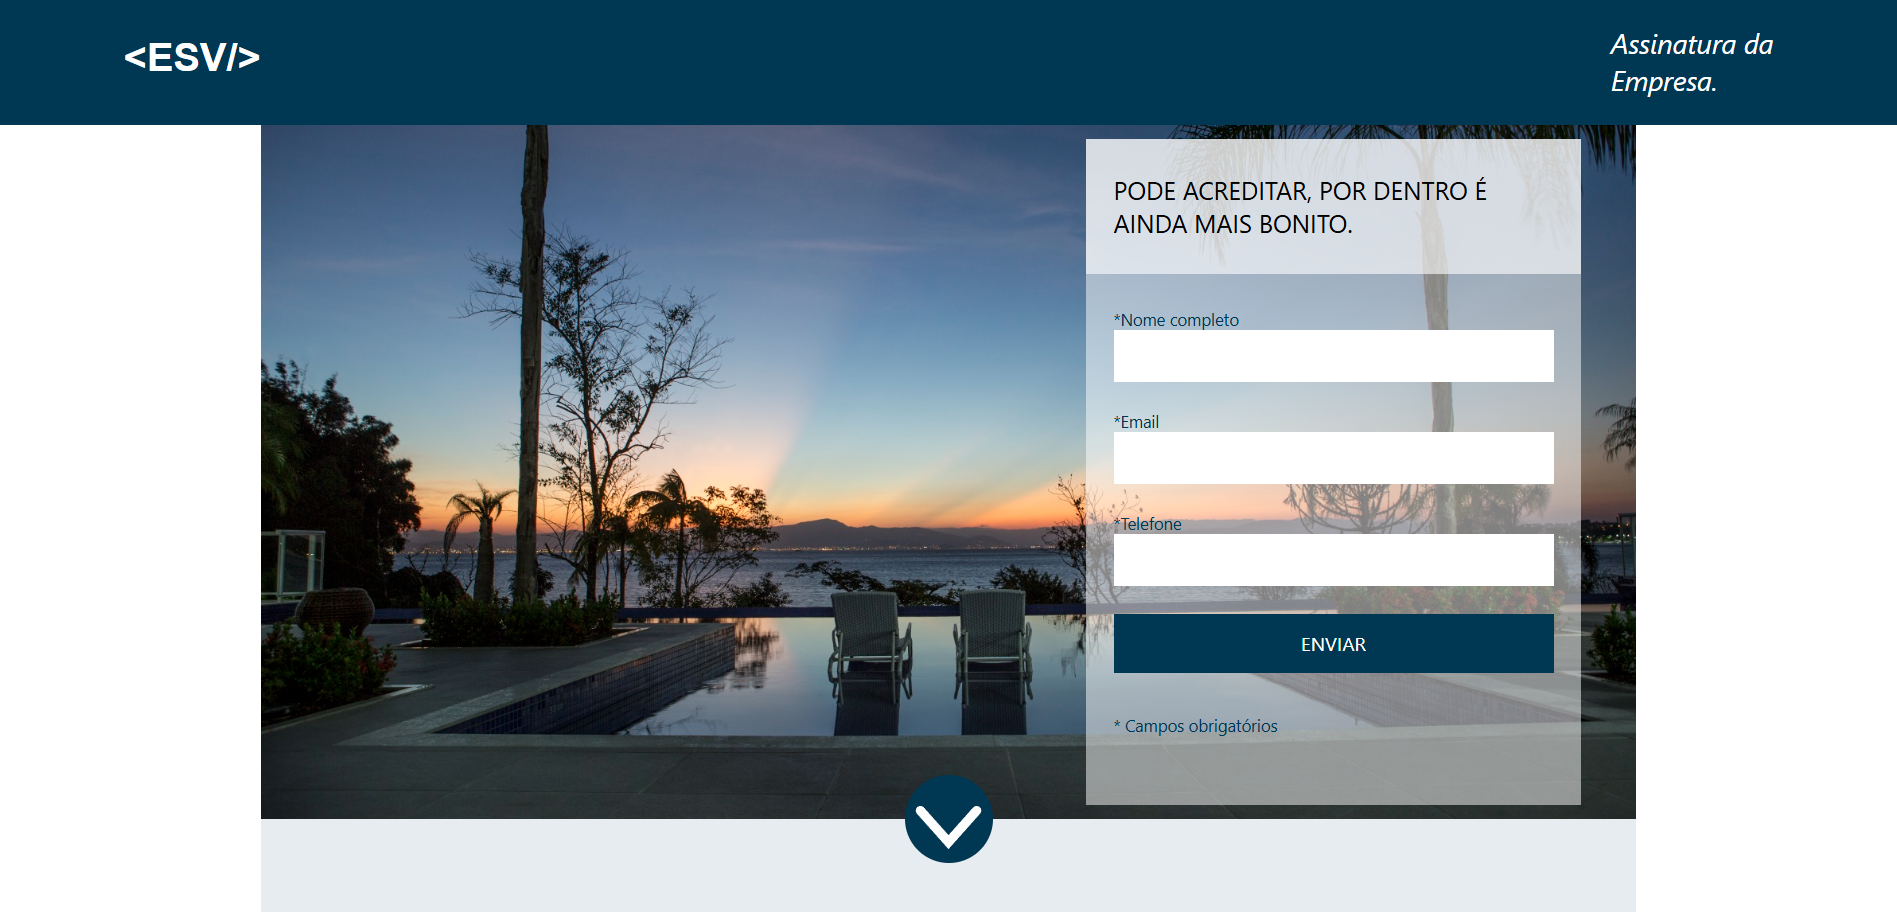 <ESV/>
Assinatura da
Empresa.
PODE ACREDITAR, POR DENTRO É
AINDA MAIS BONITO.
*Nome completo
*Email
*Telefone
ENVIAR
* Campos obrigatórios